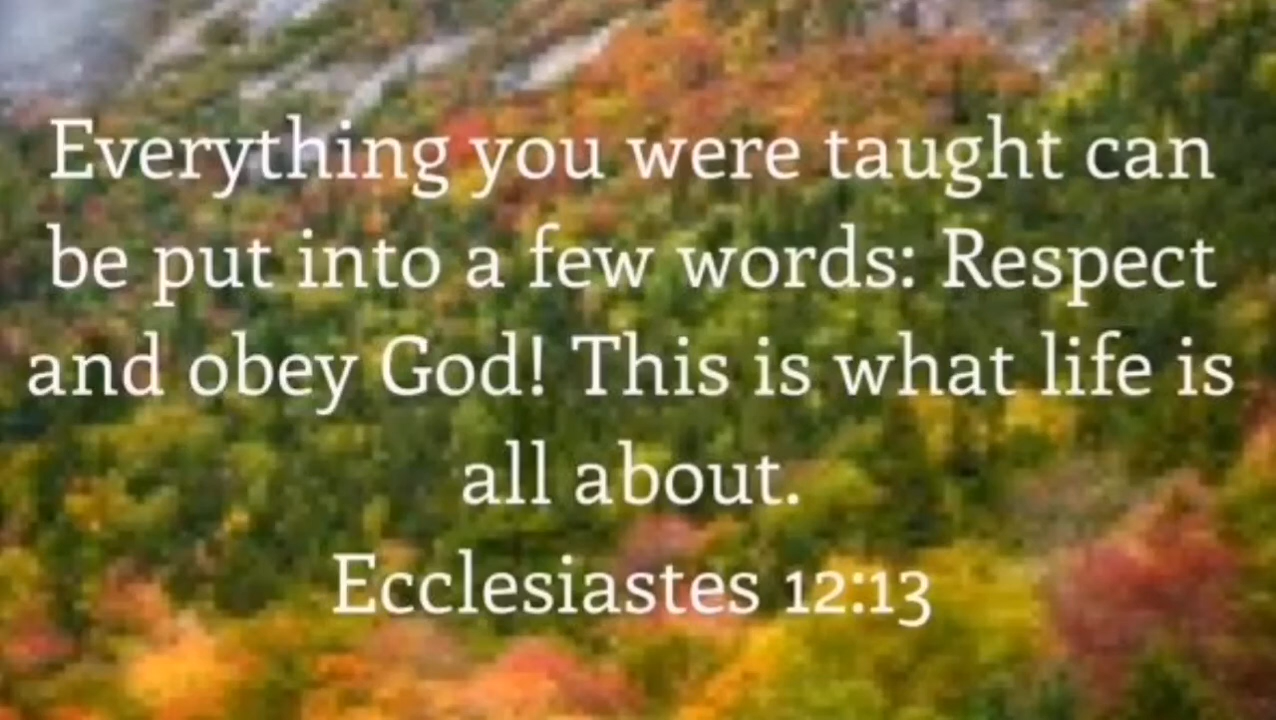 Everything you were taught can
be put into a few words: Respect
and obey God! This is what life is
all about.
Ecclesiastes 12:13